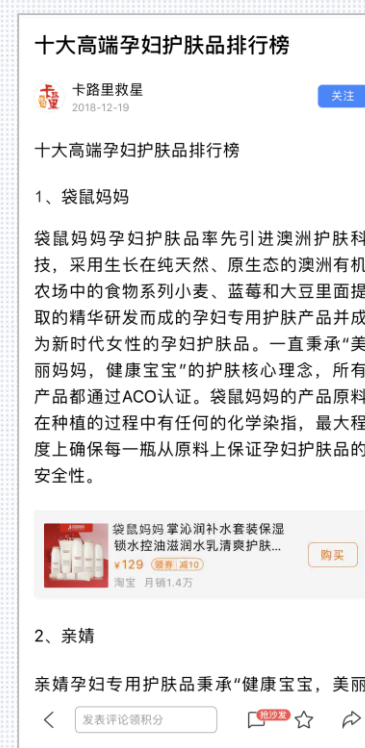 十大高端孕妇护肤品排行榜
卡路里救星
2018-12-19
关注
十大高端孕妇护肤品排行榜
1、袋鼠妈妈
袋鼠妈妈孕妇护肤品率先引进澳洲护肤科
技，采用生长在纯天然、原生态的澳洲有机
农场中的食物系列小麦、蓝莓和大豆里面提
取的精华研发而成的孕妇专用护肤产品并成
为新时代女性的孕妇护肤品。一直秉承“美
丽妈妈，健康宝宝”的护肤核心理念，所有
产品都通过ACO认证。袋鼠妈妈的产品原料
在种植的过程中有任何的化学染指，最大程
度上确保每一瓶从原料上保证孕妇护肤品的
安全性。
袋鼠妈妈 掌沁润补水套装保湿
锁水控油滋润水乳清爽护肤...
¥129 领券 减10
淘宝 月销1.4万
购买
2、亲婧
亲婧孕妇专用护肤品秉承“健康宝宝，美丽
发表评论领积分
抢沙发